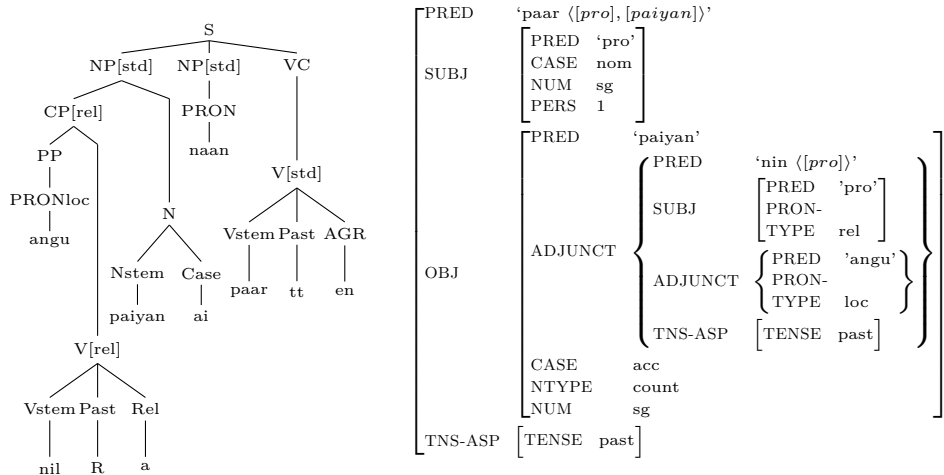 S
NP[std] NP[std] VC
CP[rel] PRON
PP naan
V[std]
PRONloc
N
angu Vstem Past AGR
Nstem Case
paar tt en
paiyan ai
V[rel]
Vstem Past Rel
nil R a
PRED ‘paar ⟨[pro], [paiyan]⟩’
SUBJ
PRED ‘pro’
CASE nom
NUM sg
PERS 1
OBJ
PRED ‘paiyan’
ADJUNCT
PRED ‘nin ⟨[pro]⟩’
SUBJ
PRED ’pro’
PRON-
TYPE rel
ADJUNCT
PRED ’angu’
PRON-
TYPE loc
TNS-ASP [TENSE past]
CASE acc
NTYPE count
NUM sg
TNS-ASP [TENSE past]